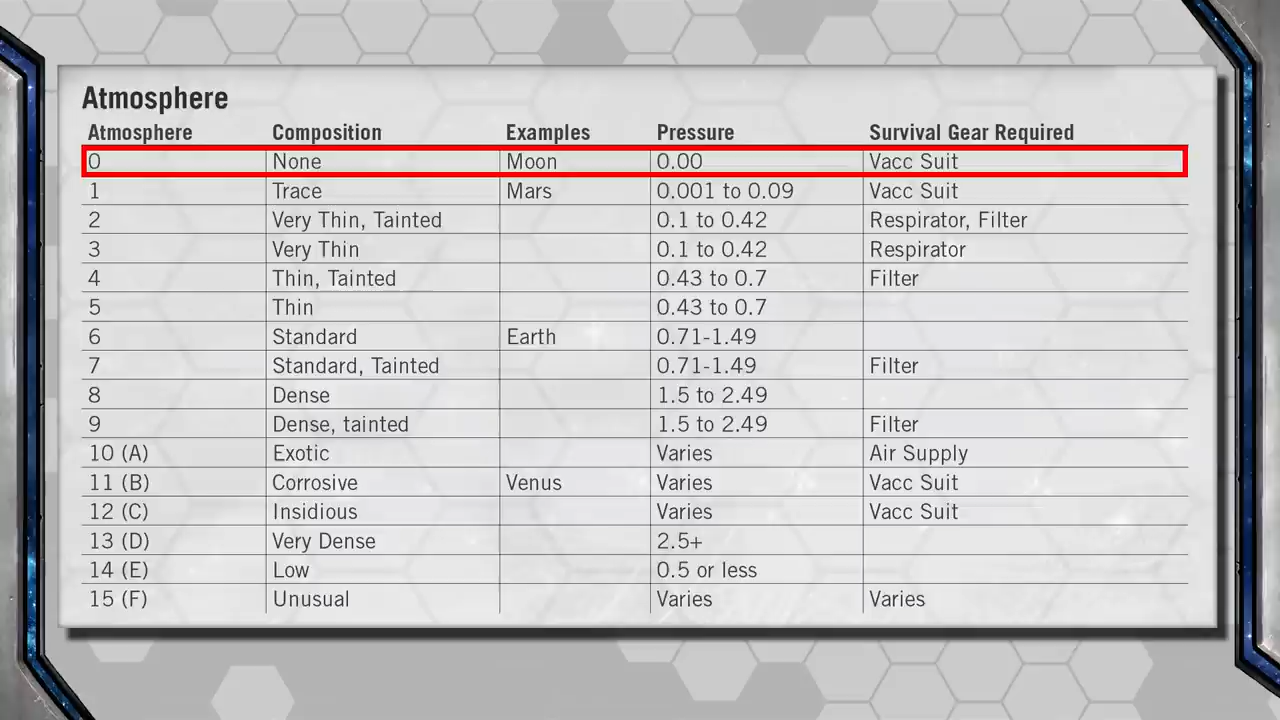 Atmosphere
Atmosphere Composition Examples Pressure Survival Gear Required
0 None Moon 0.00 Vacc Suit
1 Trace Mars 0.001 to 0.09 Vacc Suit
2 Very Thin, Tainted 0.1 to 0.42 Respirator, Filter
3 Very Thin 0.1 to 0.42 Respirator
4 Thin, Tainted 0.43 to 0.7 Filter
5 Thin 0.43 to 0.7
6 Standard Earth 0.71-1.49
7 Standard, Tainted 0.71-1.49 Filter
8 Dense 1.5 to 2.49
9 Dense, tainted 1.5 to 2.49 Filter
10 (A) Exotic Varies Air Supply
11 (B) Corrosive Venus Varies Vacc Suit
12 (C) Insidious Varies Vacc Suit
13 (D) Very Dense 2.5+
14 (E) Low 0.5 or less
15 (F) Unusual Varies Varies